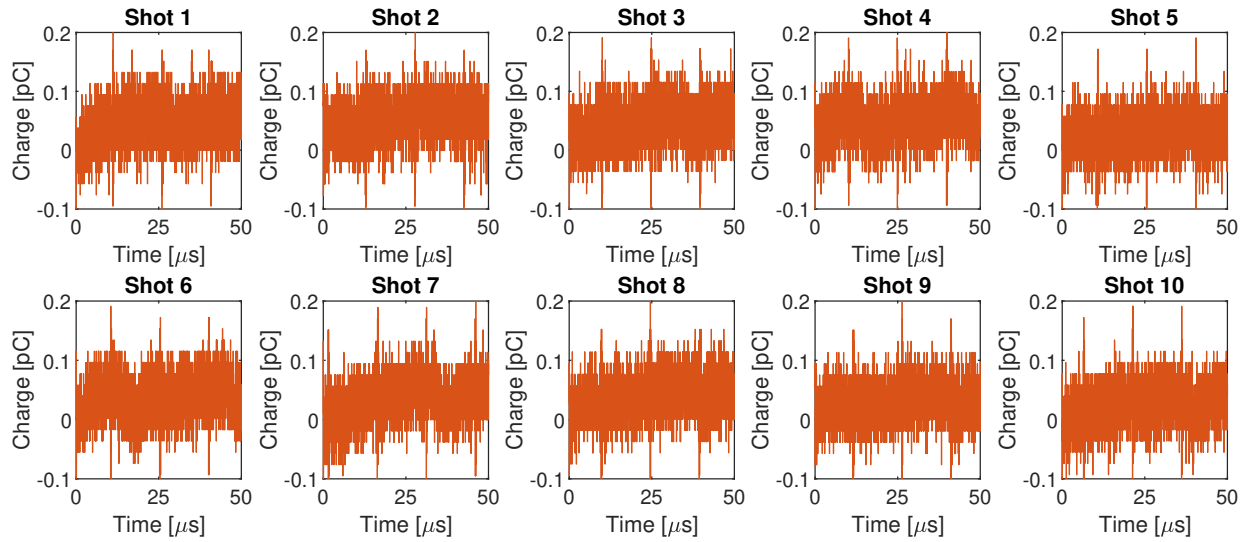 Shot 1
Shot 2
Shot 3
Shot 4
Shot 5
Charge [pC]
0.2
0.1
0
-0.1
0
25
50
Time [μs]
Charge [pC]
0.2
0.1
0
-0.1
0
25
50
Time [μs]
Charge [pC]
0.2
0.1
0
-0.1
0
25
50
Time [μs]
Charge [pC]
0.2
0.1
0
-0.1
0
25
50
Time [μs]
Charge [pC]
0.2
0.1
0
-0.1
0
25
50
Time [μs]
Shot 6
Shot 7
Shot 8
Shot 9
Shot 10
Charge [pC]
0.2
0.1
0
-0.1
0
25
50
Time [μs]
Charge [pC]
0.2
0.1
0
-0.1
0
25
50
Time [μs]
Charge [pC]
0.2
0.1
0
-0.1
0
25
50
Time [μs]
Charge [pC]
0.2
0.1
0
-0.1
0
25
50
Time [μs]
Charge [pC]
0.2
0.1
0
-0.1
0
25
50
Time [μs]